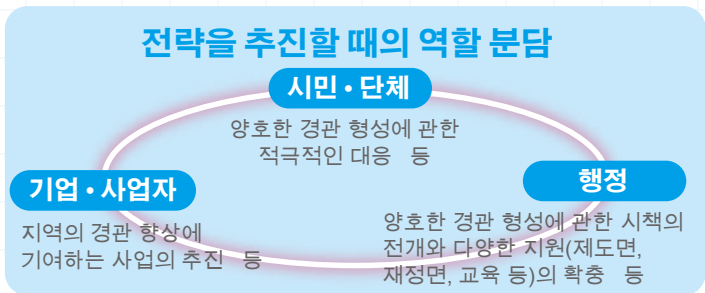 전략을 추진할 때의 역할 분담
시민・단체
양호한 경관 형성에 관한
적극적인 대응 등
기업・사업자
지역의 경관 향상에
기여하는 사업의 추진 등
행정
양호한 경관 형성에 관한 시책의
전개와 다양한 지원(제도면,
재정면, 교육 등)의 확충 등